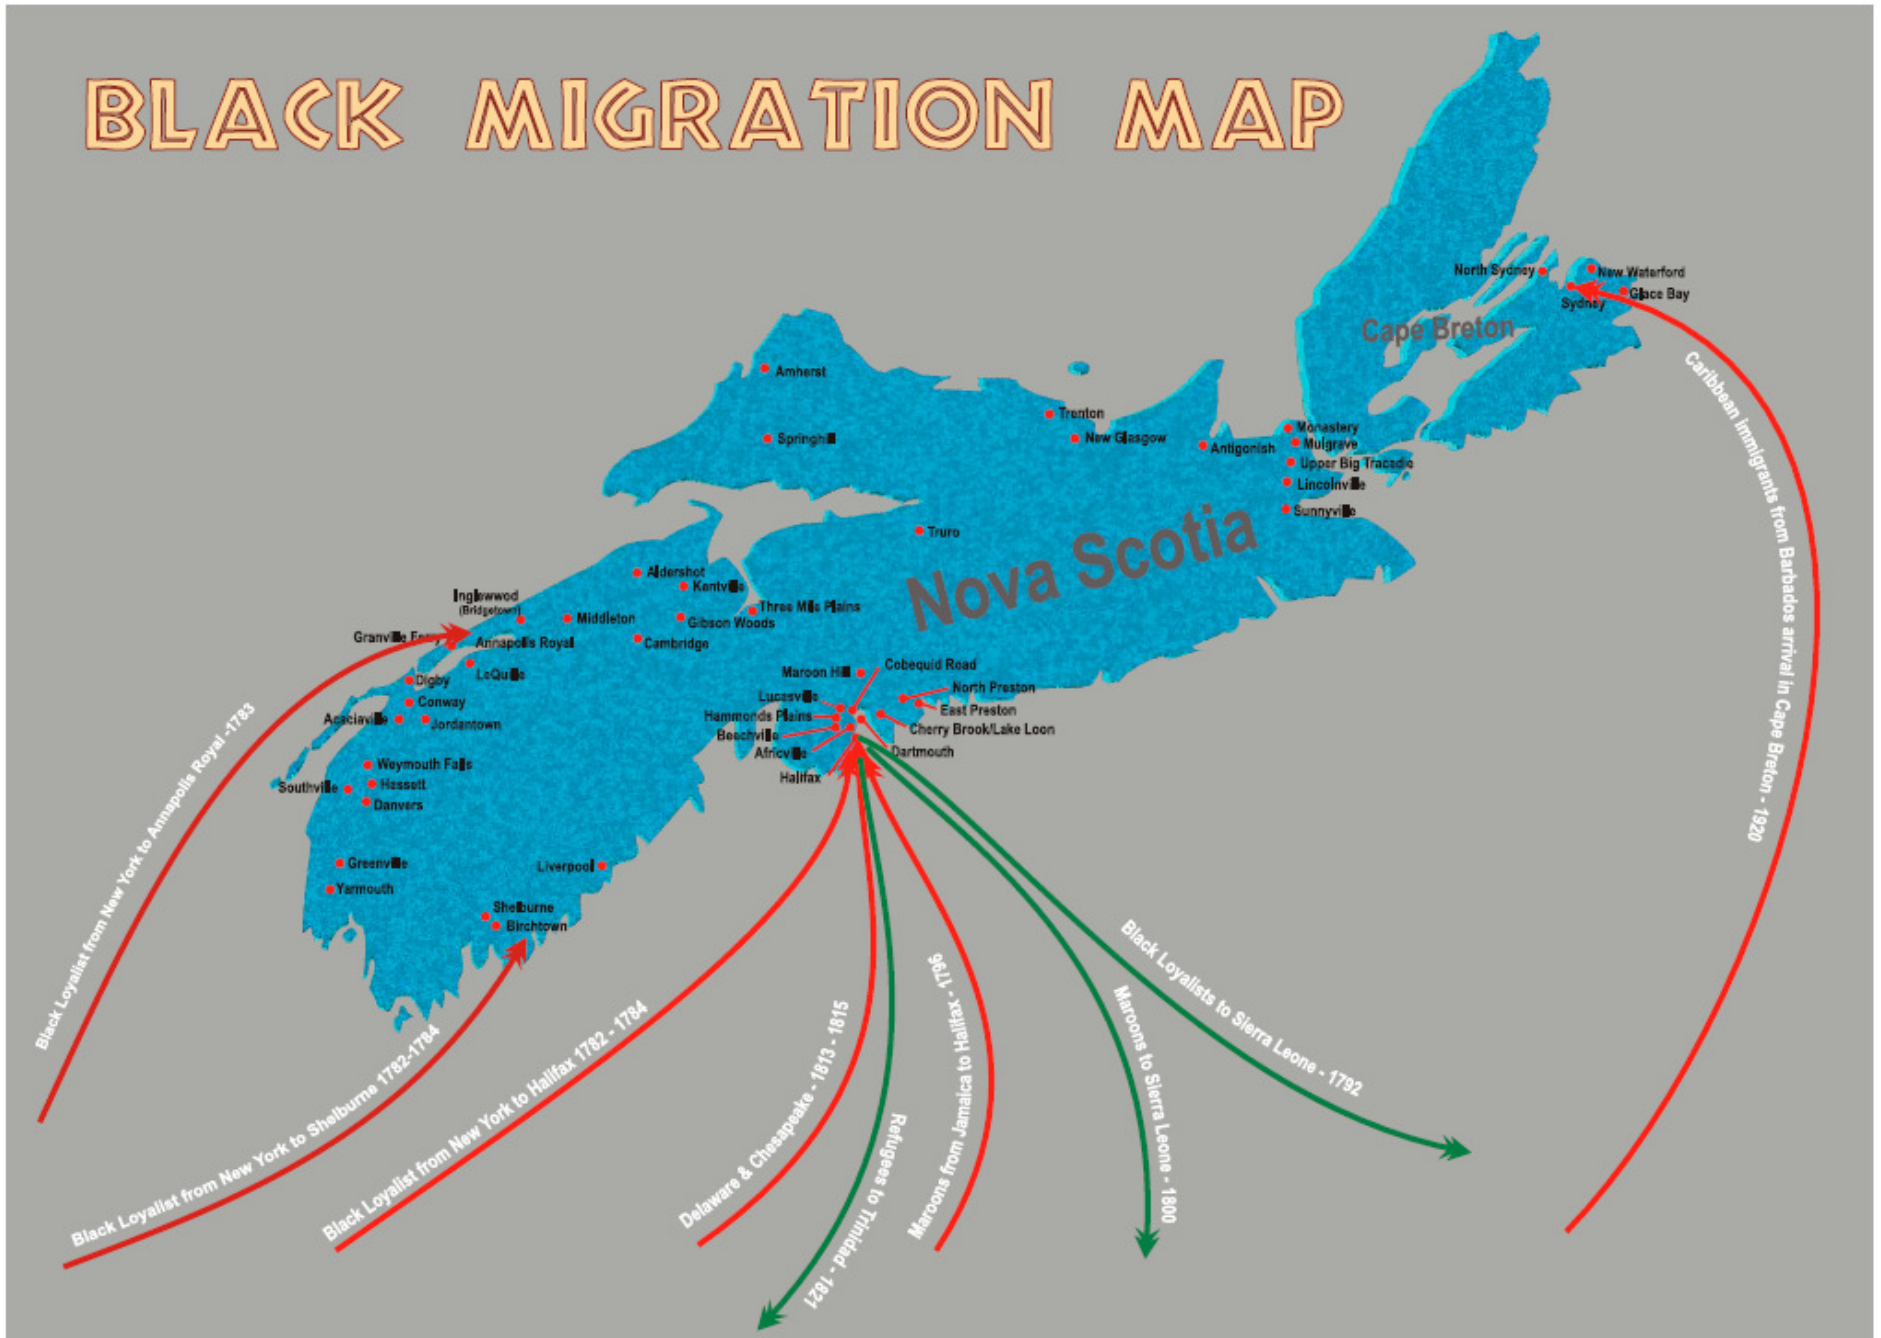 BLACK MIGRATION MAP
North Sydney
New Waterford
Glace Bay
Sydney
Cape Breton
Amherst
Trenton
Springhill
New Glasgow
Antigonish
Monastery
Mulgrave
Upper Big Tracadie
Lincolnville
Sunnyville
Truro
Nova Scotia
Aldershot
Kentville
Inglewwod
(Bridgetown)
Middleton
Three Mile Plains
Gibson Woods
Granville Ferry
Annapolis Royal
Cambridge
LeQuille
Digby
Conway
Acaciaville
Jordantown
Maroon Hill
Cobequid Road
Lucasville
North Preston
Hammonds Plains
East Preston
Beechville
Cherry Brook/Lake Loon
Africville
Dartmouth
Halifax
Weymouth Falls
Southville
Hassett
Danvers
Greenville
Yarmouth
Liverpool
Shelburne
Birchtown
Black Loyalist from New York to Annapolis Royal -1783
Black Loyalist from New York to Shelburne 1782-1784
Black Loyalist from New York to Halifax 1782 - 1784
Delaware & Chesapeake - 1813 - 1815
Refugees to Trinidad - 1821
Maroons from Jamaica to Halifax - 1796
Maroons to Sierra Leone - 1800
Black Loyalists to Sierra Leone - 1792
Caribbean immigrants from Barbados arrival in Cape Breton - 1920